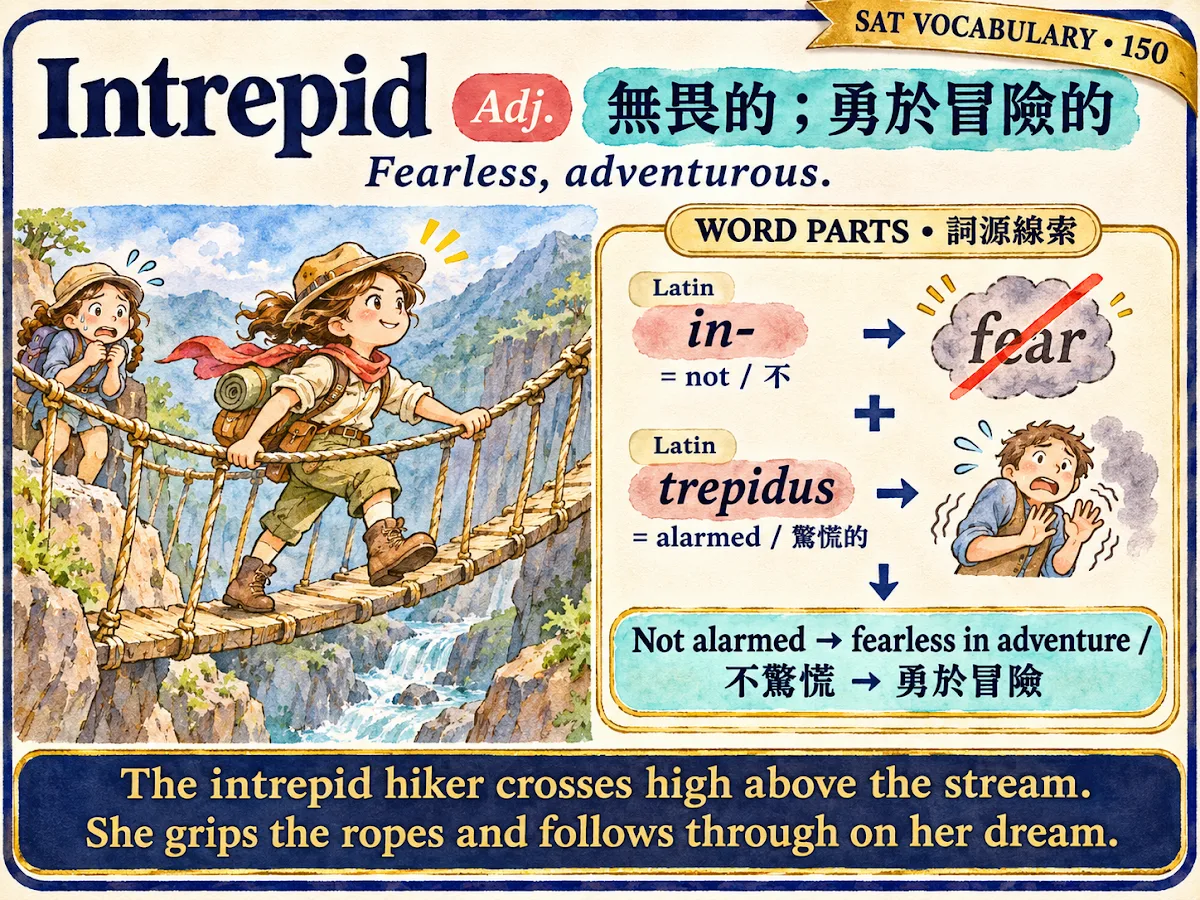 SAT VOCABULARY • 150
Intrepid
Adj.
無畏的；勇於冒險的
Fearless, adventurous.
WORD PARTS • 詞源線索
Latin
in-
= not / 不
→
fear
+
Latin
trepidus
= alarmed / 驚慌的
→
↓
Not alarmed → fearless in adventure /
不驚慌 → 勇於冒險
The intrepid hiker crosses high above the stream.
She grips the ropes and follows through on her dream.